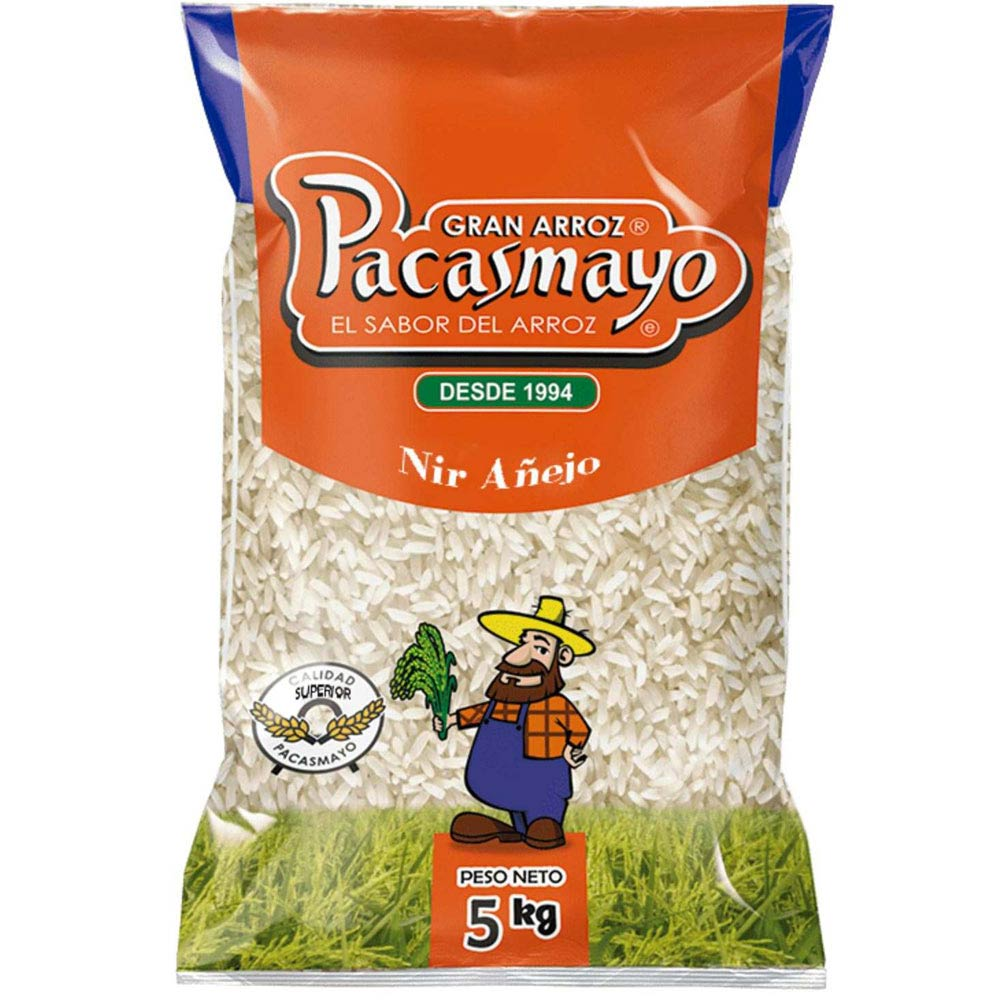 GRAN ARROZ ®
Pacasmayo
EL SABOR DEL ARROZ ⓔ
DESDE 1994
Nir Añejo
CALIDAD
SUPERIOR
PACASMAYO
PESO NETO
5 kg